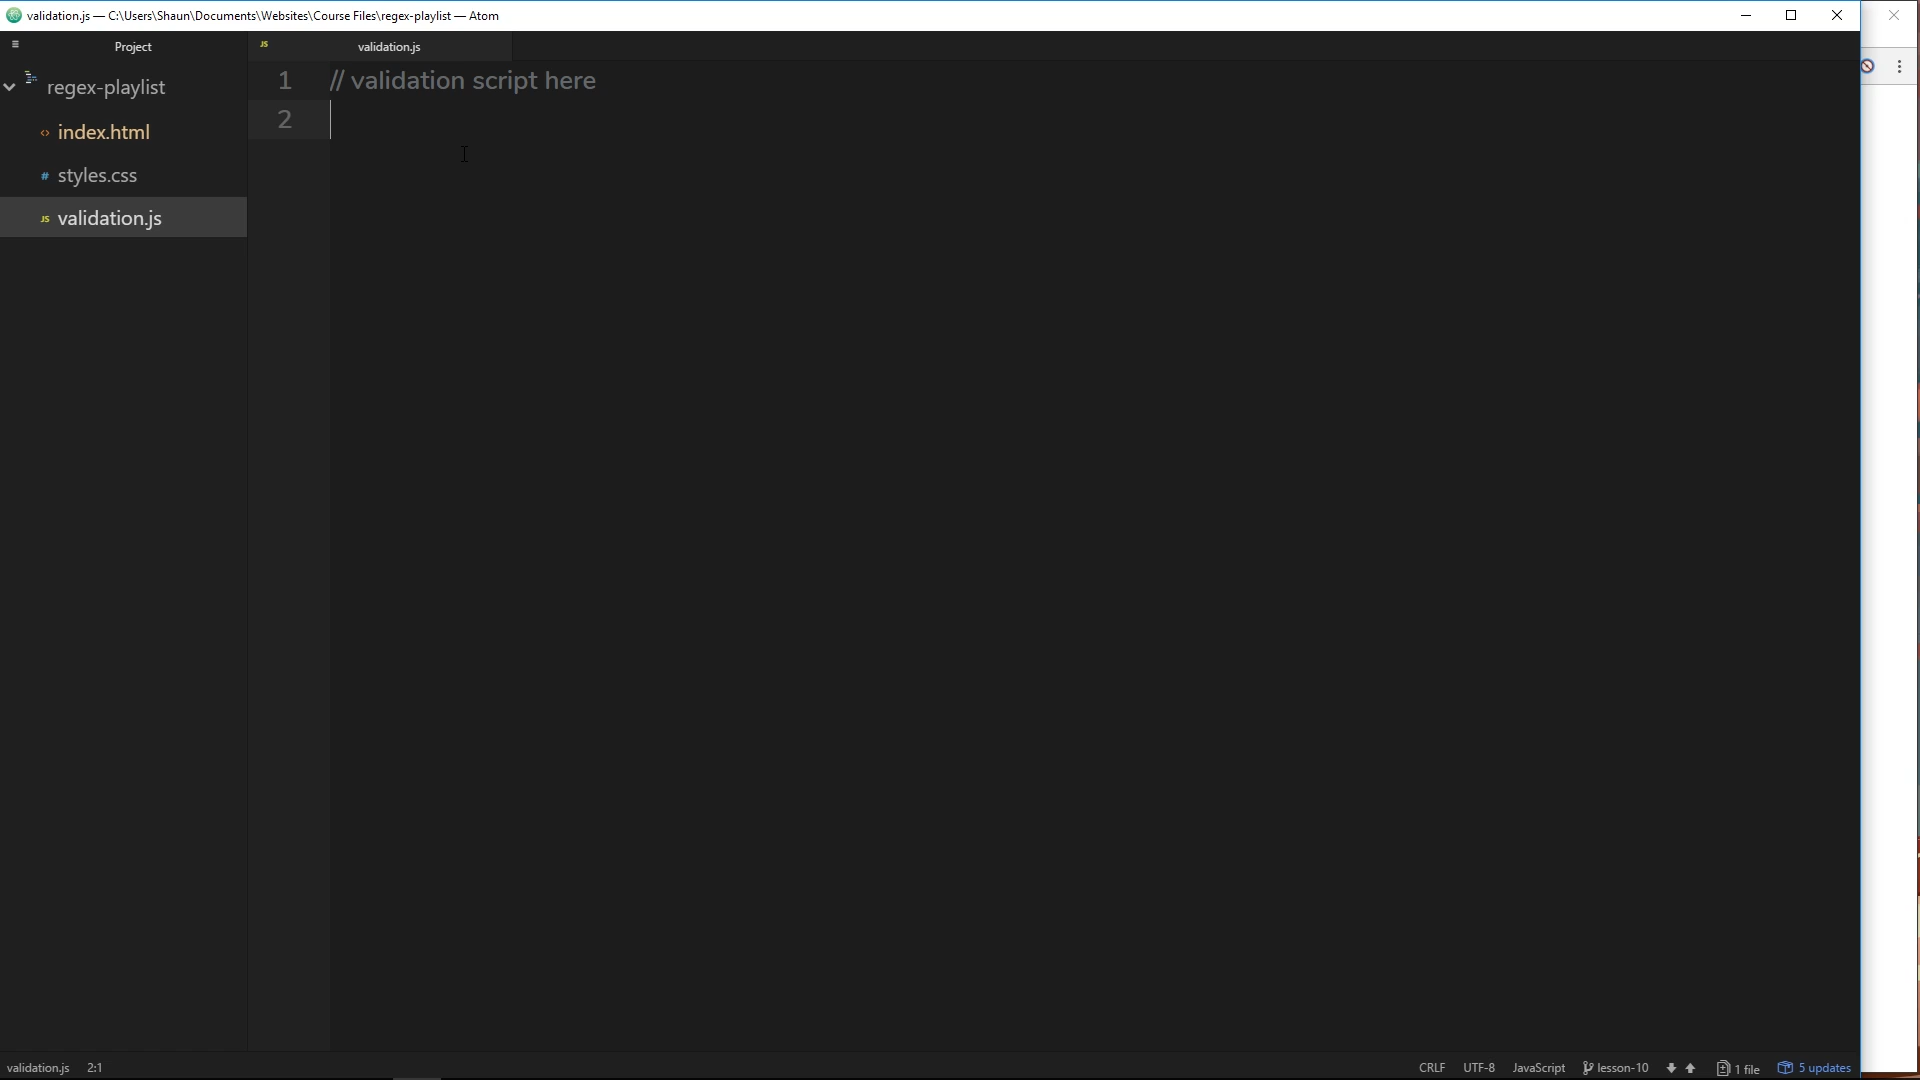 validation.js — C:\Users\Shaun\Documents\Websites\Course Files\regex-playlist — Atom
Project
JS validation.js
regex-playlist
<> index.html
# styles.css
JS validation.js
1 // validation script here
2
validation.js 2:1
CRLF UTF-8 JavaScript lesson-10 1 file 5 updates